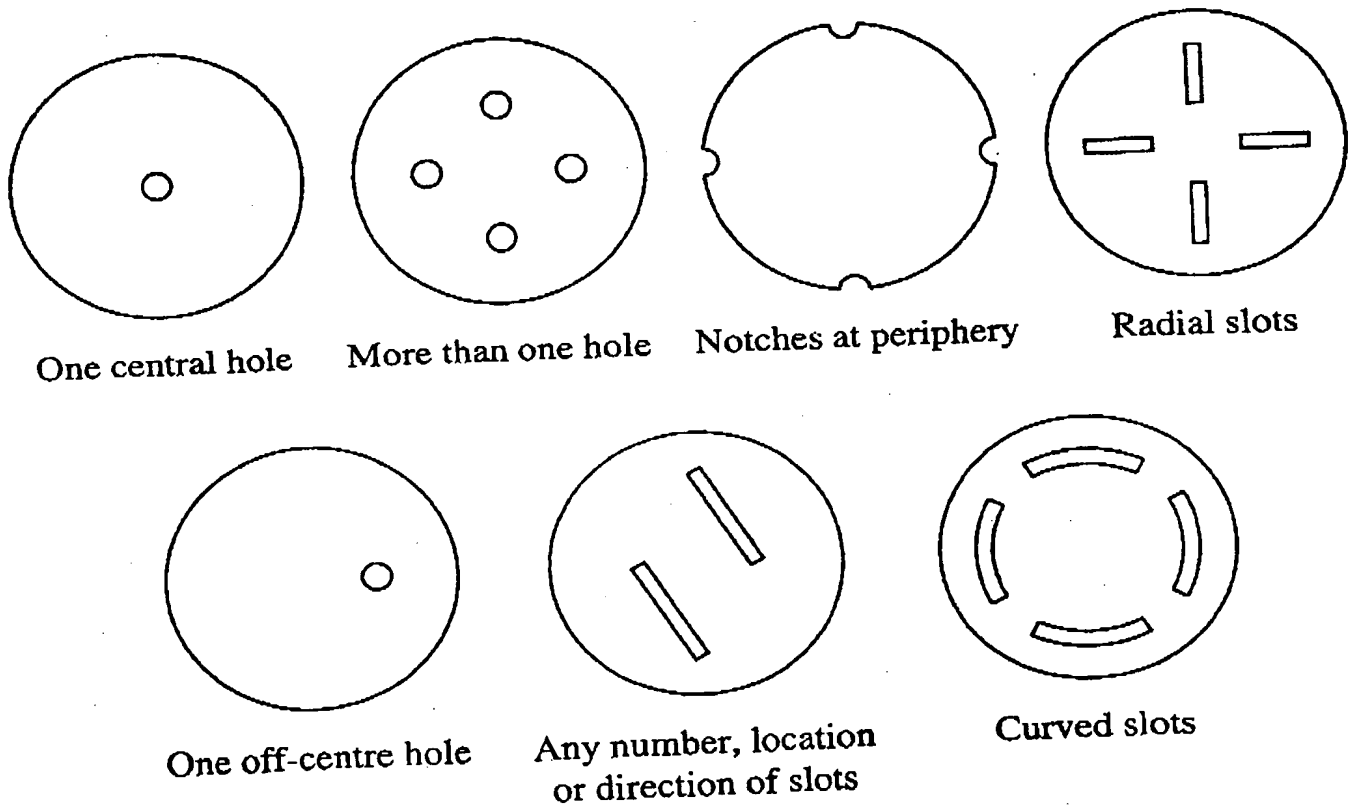 One central hole
More than one hole
Notches at periphery
Radial slots
One off-centre hole
Any number, location
or direction of slots
Curved slots